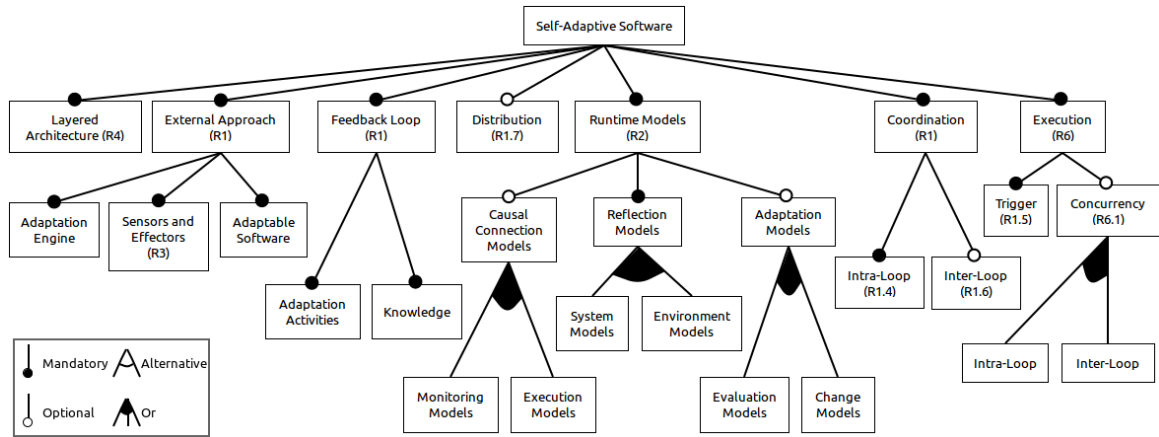 Self-Adaptive Software
Layered
Architecture (R4)
External Approach
(R1)
Feedback Loop
(R1)
Distribution
(R1.7)
Runtime Models
(R2)
Coordination
(R1)
Execution
(R6)
Adaptation
Engine
Sensors and
Effectors
(R3)
Adaptable
Software
Causal
Connection
Models
Reflection
Models
Adaptation
Models
Trigger
(R1.5)
Concurrency
(R6.1)
Adaptation
Activities
Knowledge
System
Models
Environment
Models
Intra-Loop
(R1.4)
Inter-Loop
(R1.6)
Monitoring
Models
Execution
Models
Evaluation
Models
Change
Models
Intra-Loop
Inter-Loop
Mandatory
Alternative
Optional
Or